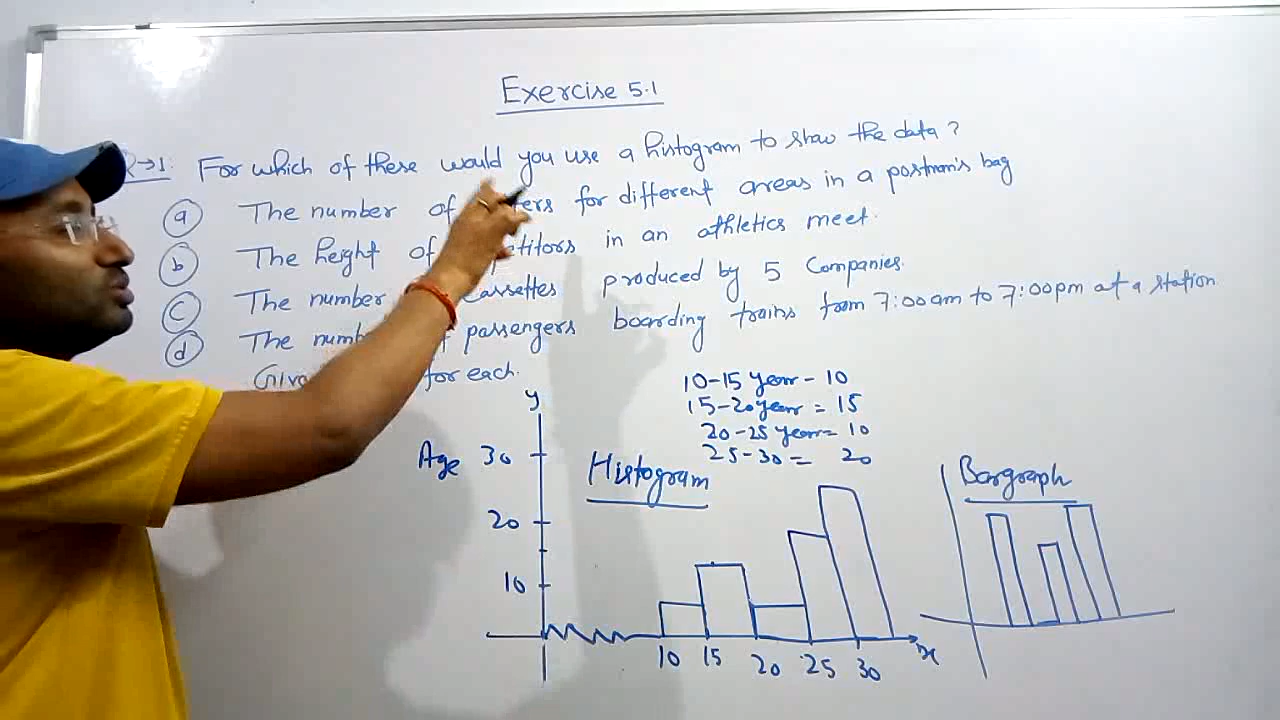 Exercise 5.1
→1: For which of these would you use a histogram to show the data?
a The number of for different areas in a postman's bag
b The height of in an athletics meet.
c The number cassettes produced by 5 Companies.
d The passengers boarding trains from 7:00am to 7:00pm at a station
for each.
10-15 year - 10
15-20 year = 15
20-25 year = 10
25-30 = 20
y
Age 30
20
10
Histogram
10 15 20 25 30 x
Bargraph